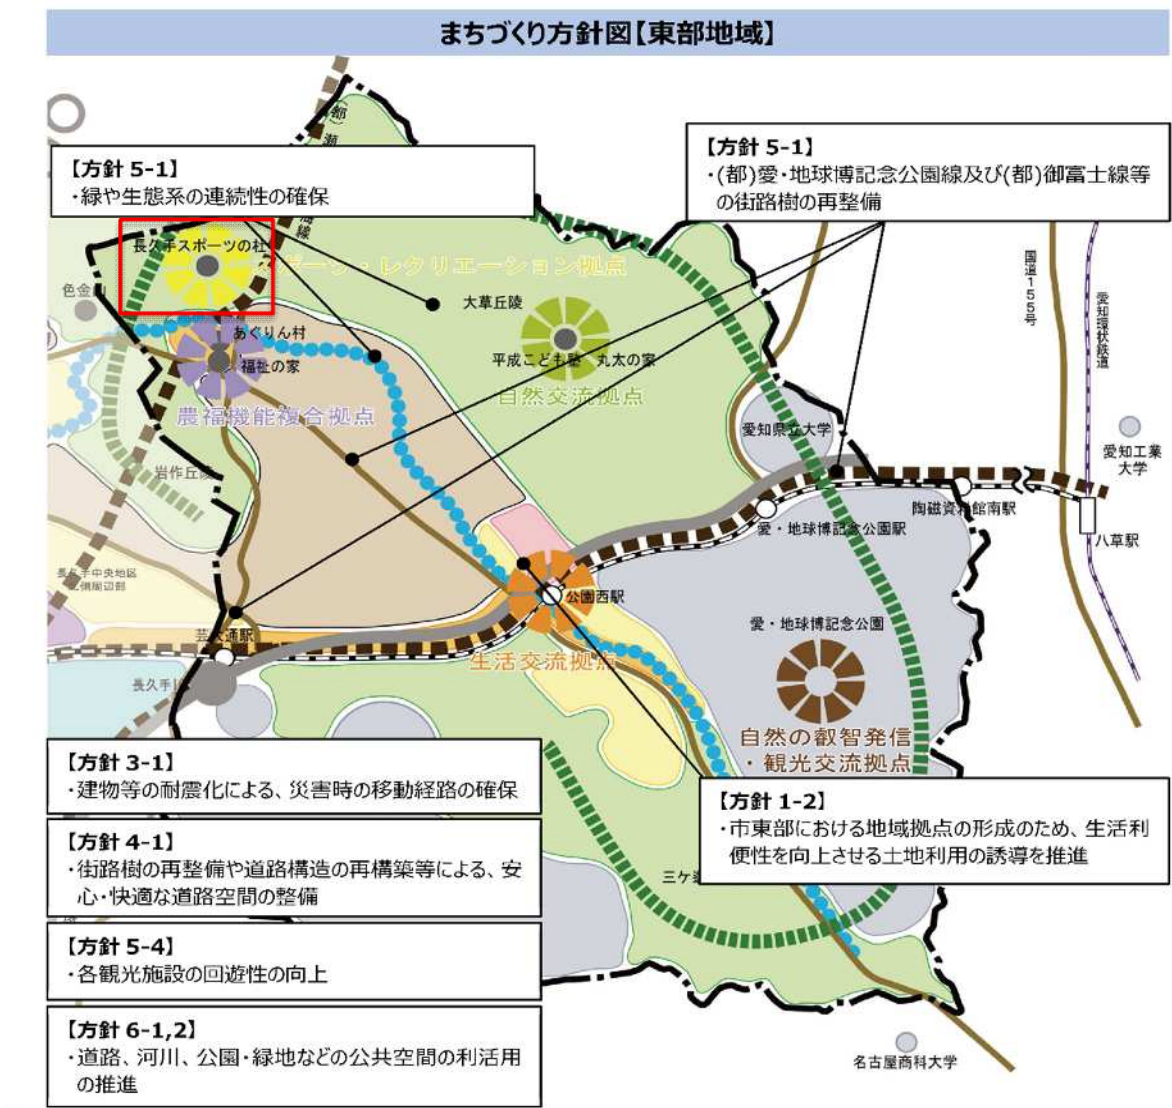 まちづくり方針図【東部地域】
【方針 5-1】
・緑や生態系の連続性の確保
【方針 5-1】
・(都)愛・地球博記念公園線及び(都)御富士線等
の街路樹の再整備
(都)
瀬
海線
長久手スポーツの杜
スポーツ・レクリエーション拠点
色金山
大草丘陵
国道155号
愛知環状鉄道
あぐりん村
福祉の家
農福機能複合拠点
平成こども塾 丸太の家
自然交流拠点
愛知県立大学
愛知工業
大学
岩作丘陵
陶磁資料館南駅
愛・地球博記念公園駅
八草駅
長久手中央地区
公園西駅
芸大通駅
生活交流拠点
愛・地球博記念公園
長久手
自然の叡智発信
・観光交流拠点
【方針 3-1】
・建物等の耐震化による、災害時の移動経路の確保
【方針 1-2】
・市東部における地域拠点の形成のため、生活利
便性を向上させる土地利用の誘導を推進
【方針 4-1】
・街路樹の再整備や道路構造の再構築等による、安
心・快適な道路空間の整備
三ケ
【方針 5-4】
・各観光施設の回遊性の向上
【方針 6-1,2】
・道路、河川、公園・緑地などの公共空間の利活用
の推進
名古屋商科大学